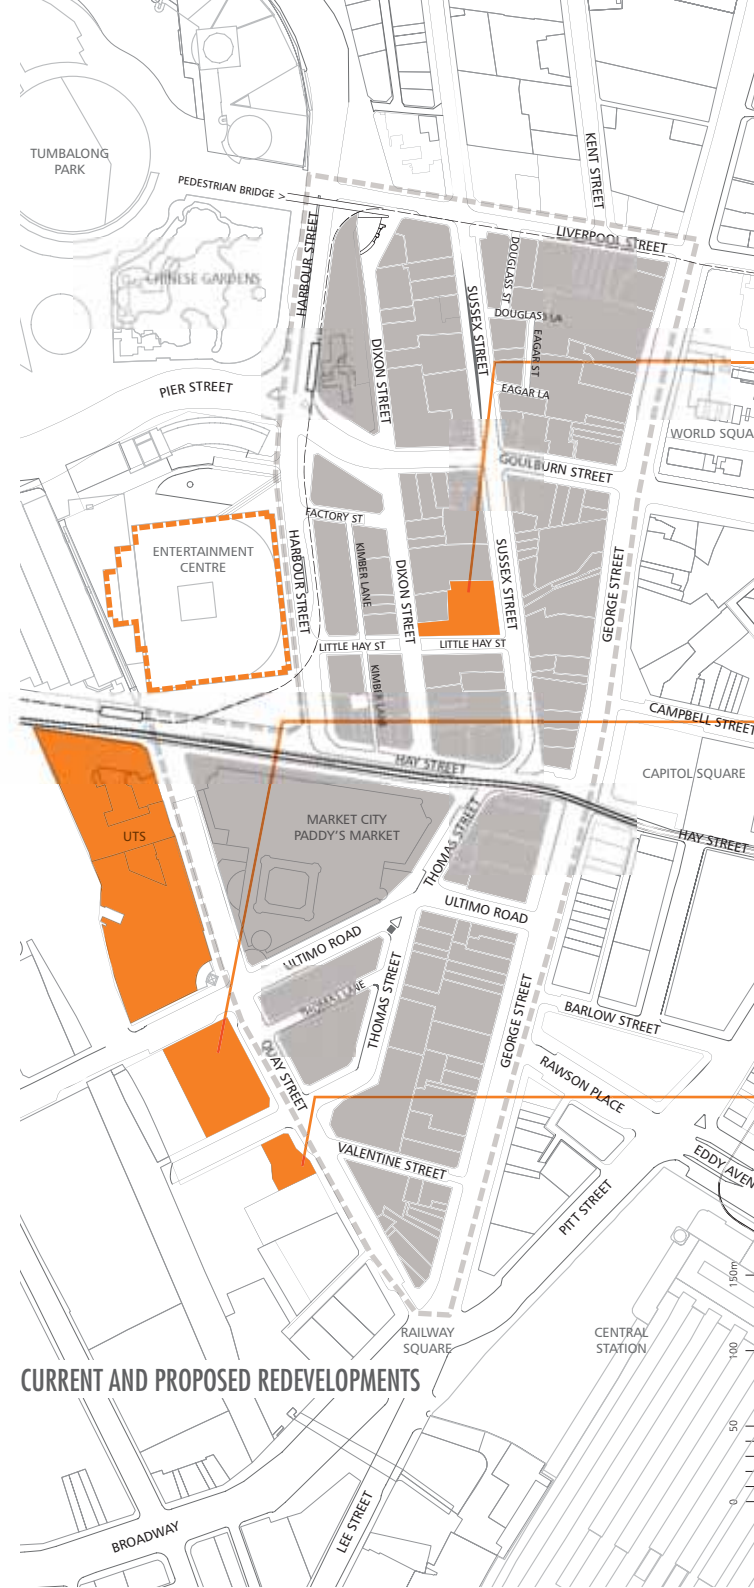 TUMBALONG
PARK
KENT STREET
PEDESTRIAN BRIDGE >
LIVERPOOL STREET
HARBOUR STREET
CHINESE GARDENS
DOUGLASS ST
SUSSEX STREET
DOUGLASS LA
EAGAR ST
DIXON STREET
PIER STREET
EAGAR LA
WORLD SQUA
GOULBURN STREET
FACTORY ST
ENTERTAINMENT
CENTRE
HARBOUR STREET
KIMBER LANE
DIXON STREET
SUSSEX STREET
GEORGE STREET
LITTLE HAY ST
LITTLE HAY ST
KIMBER LANE
CAMPBELL STREET
HAY STREET
CAPITOL SQUARE
MARKET CITY
PADDY'S MARKET
UTS
THOMAS STREET
HAY STREET
ULTIMO ROAD
ULTIMO ROAD
THOMAS STREET
GEORGE STREET
BARLOW STREET
QUAY STREET
RAWSON PLACE
VALENTINE STREET
EDDY AVEN
PITT STREET
RAILWAY
SQUARE
CENTRAL
STATION
150m
100
50
0
CURRENT AND PROPOSED REDEVELOPMENTS
LEE STREET
BROADWAY